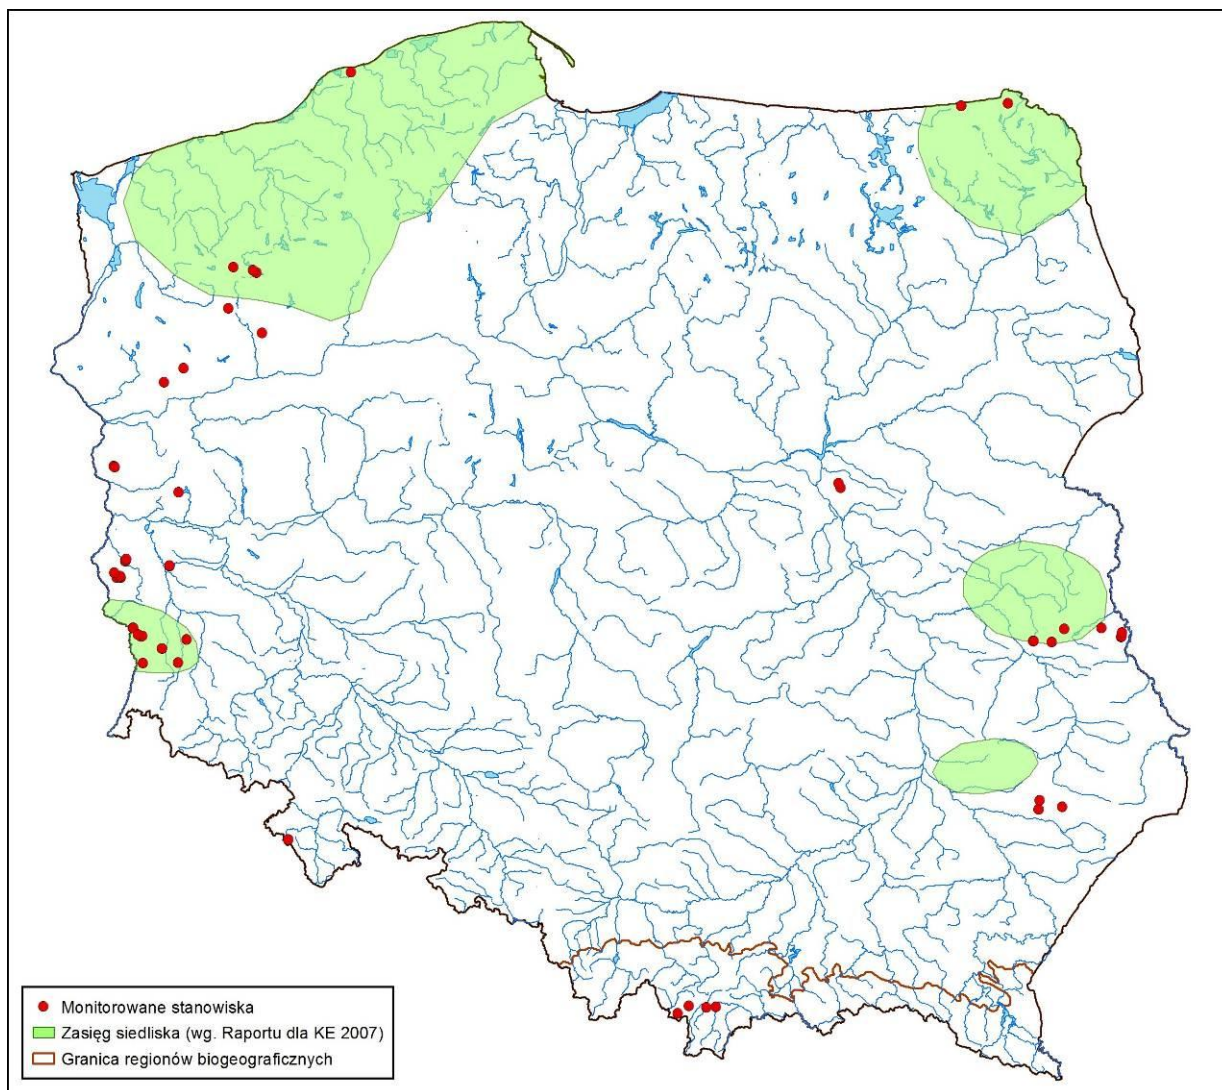 Monitorowane stanowiska
Zasięg siedliska (wg. Raportu dla KE 2007)
Granica regionów biogeograficznych